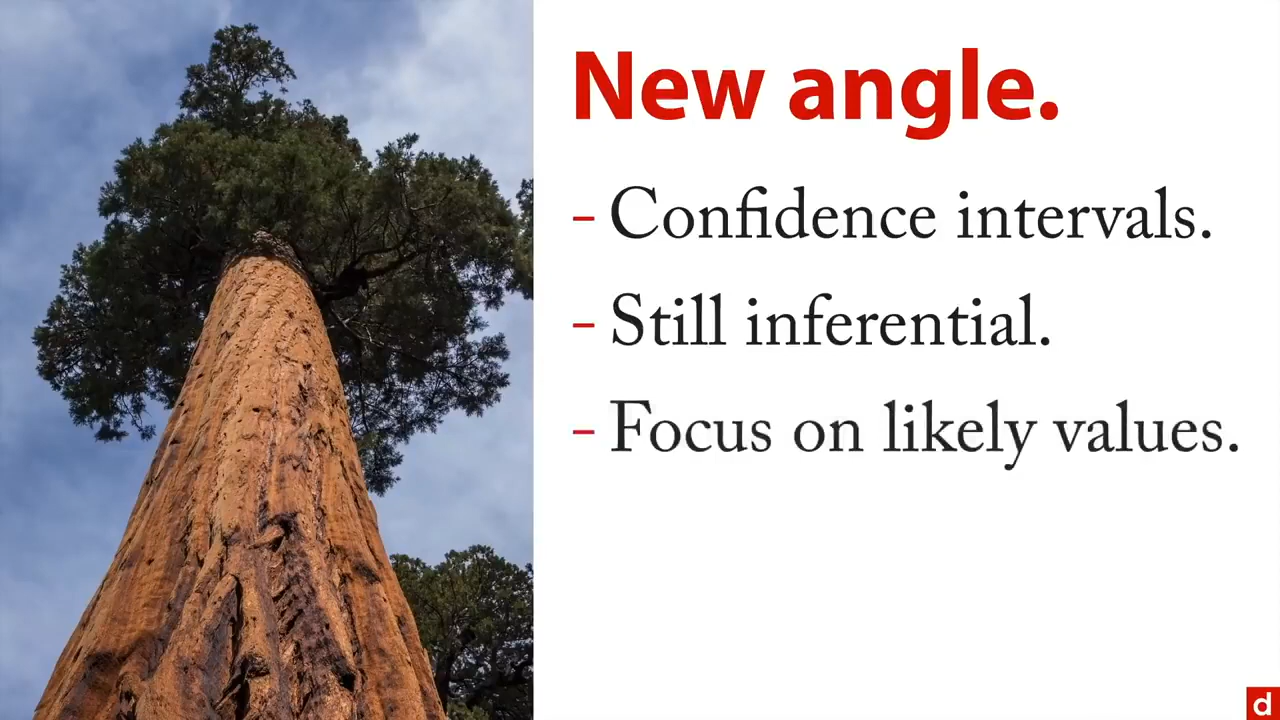 New angle.
- Confidence intervals.
- Still inferential.
- Focus on likely values.
d